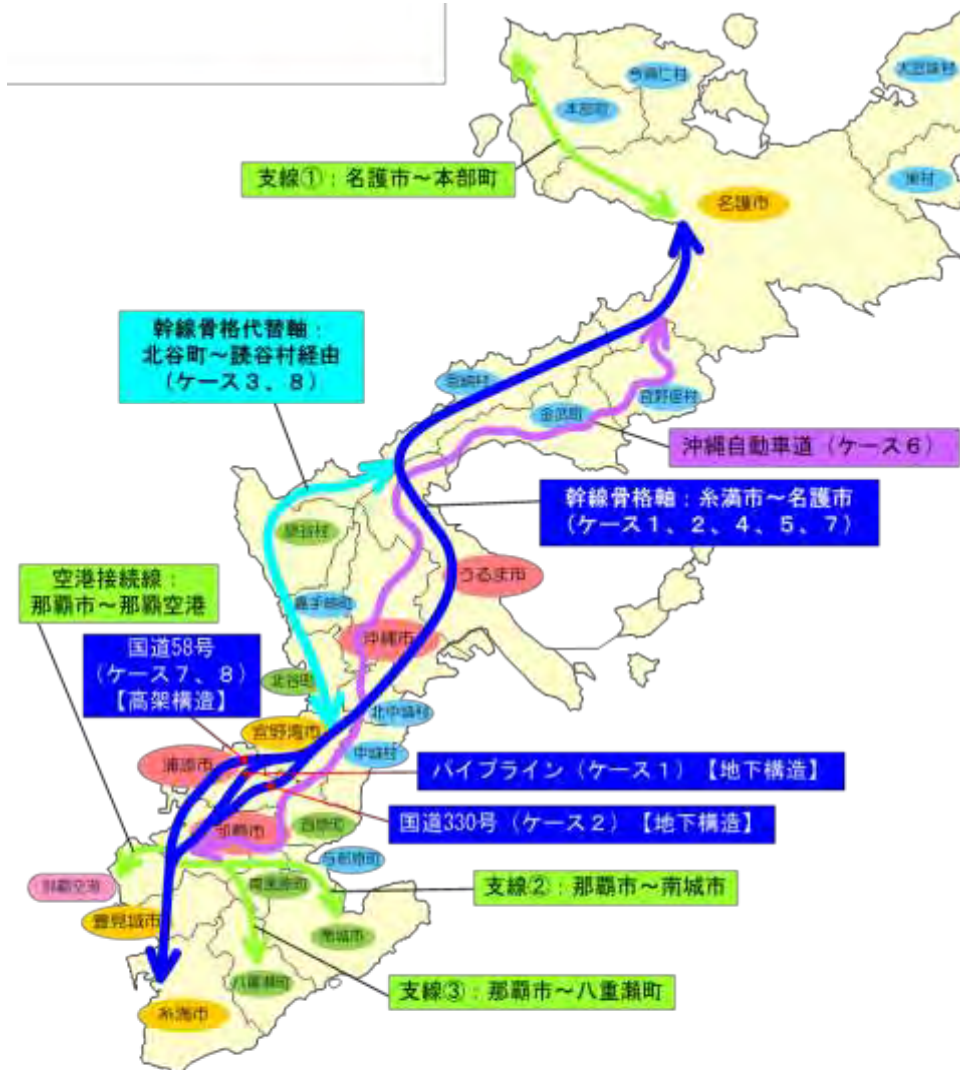 今帰仁村
大宜味村
本部町
東村
支線①：名護市～本部町
名護市
幹線骨格代替軸：
北谷町～読谷村経由
（ケース３、８）
恩納村
宜野座村
金武町
沖縄自動車道（ケース６）
幹線骨格軸：糸満市～名護市
（ケース１、２、４、５、７）
読谷村
空港接続線：
那覇市～那覇空港
うるま市
嘉手納町
沖縄市
国道58号
（ケース７、８）
【高架構造】
北谷町
北中城村
宜野湾市
中城村
浦添市
パイプライン（ケース１）【地下構造】
国道330号（ケース２）【地下構造】
那覇市
西原町
与那原町
那覇空港
南風原町
支線②：那覇市～南城市
豊見城市
南城市
八重瀬町
支線③：那覇市～八重瀬町
糸満市